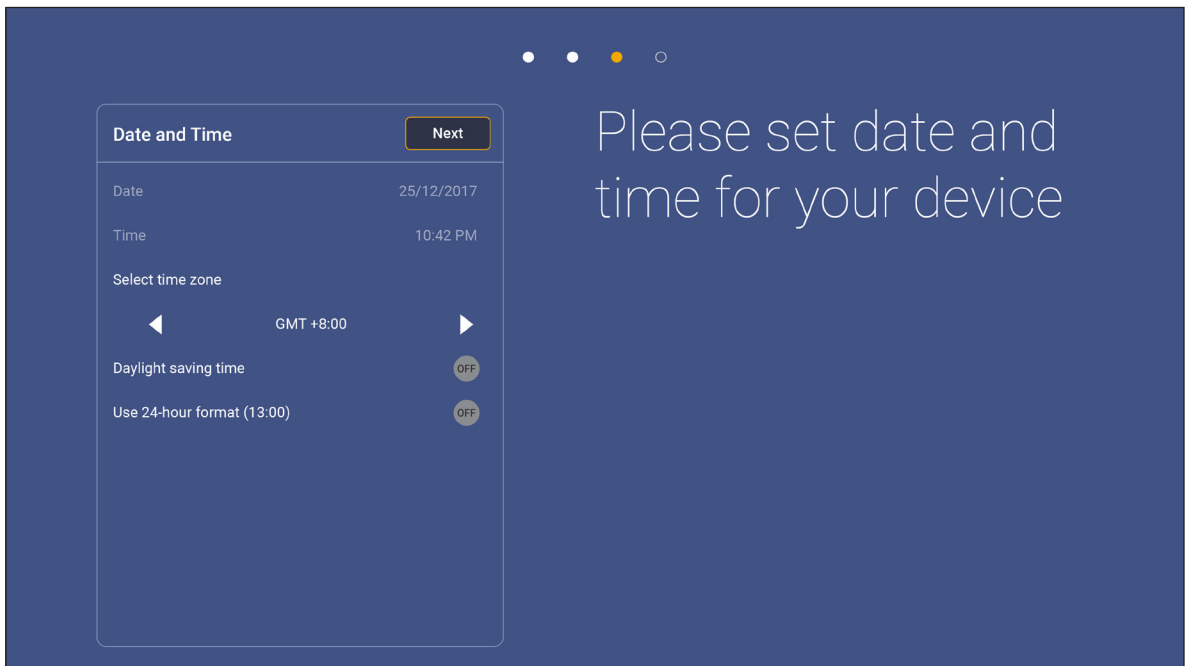 Date and Time
Next
Date
25/12/2017
Time
10:42 PM
Select time zone
GMT +8:00
Daylight saving time
OFF
Use 24-hour format (13:00)
OFF
Please set date and
time for your device